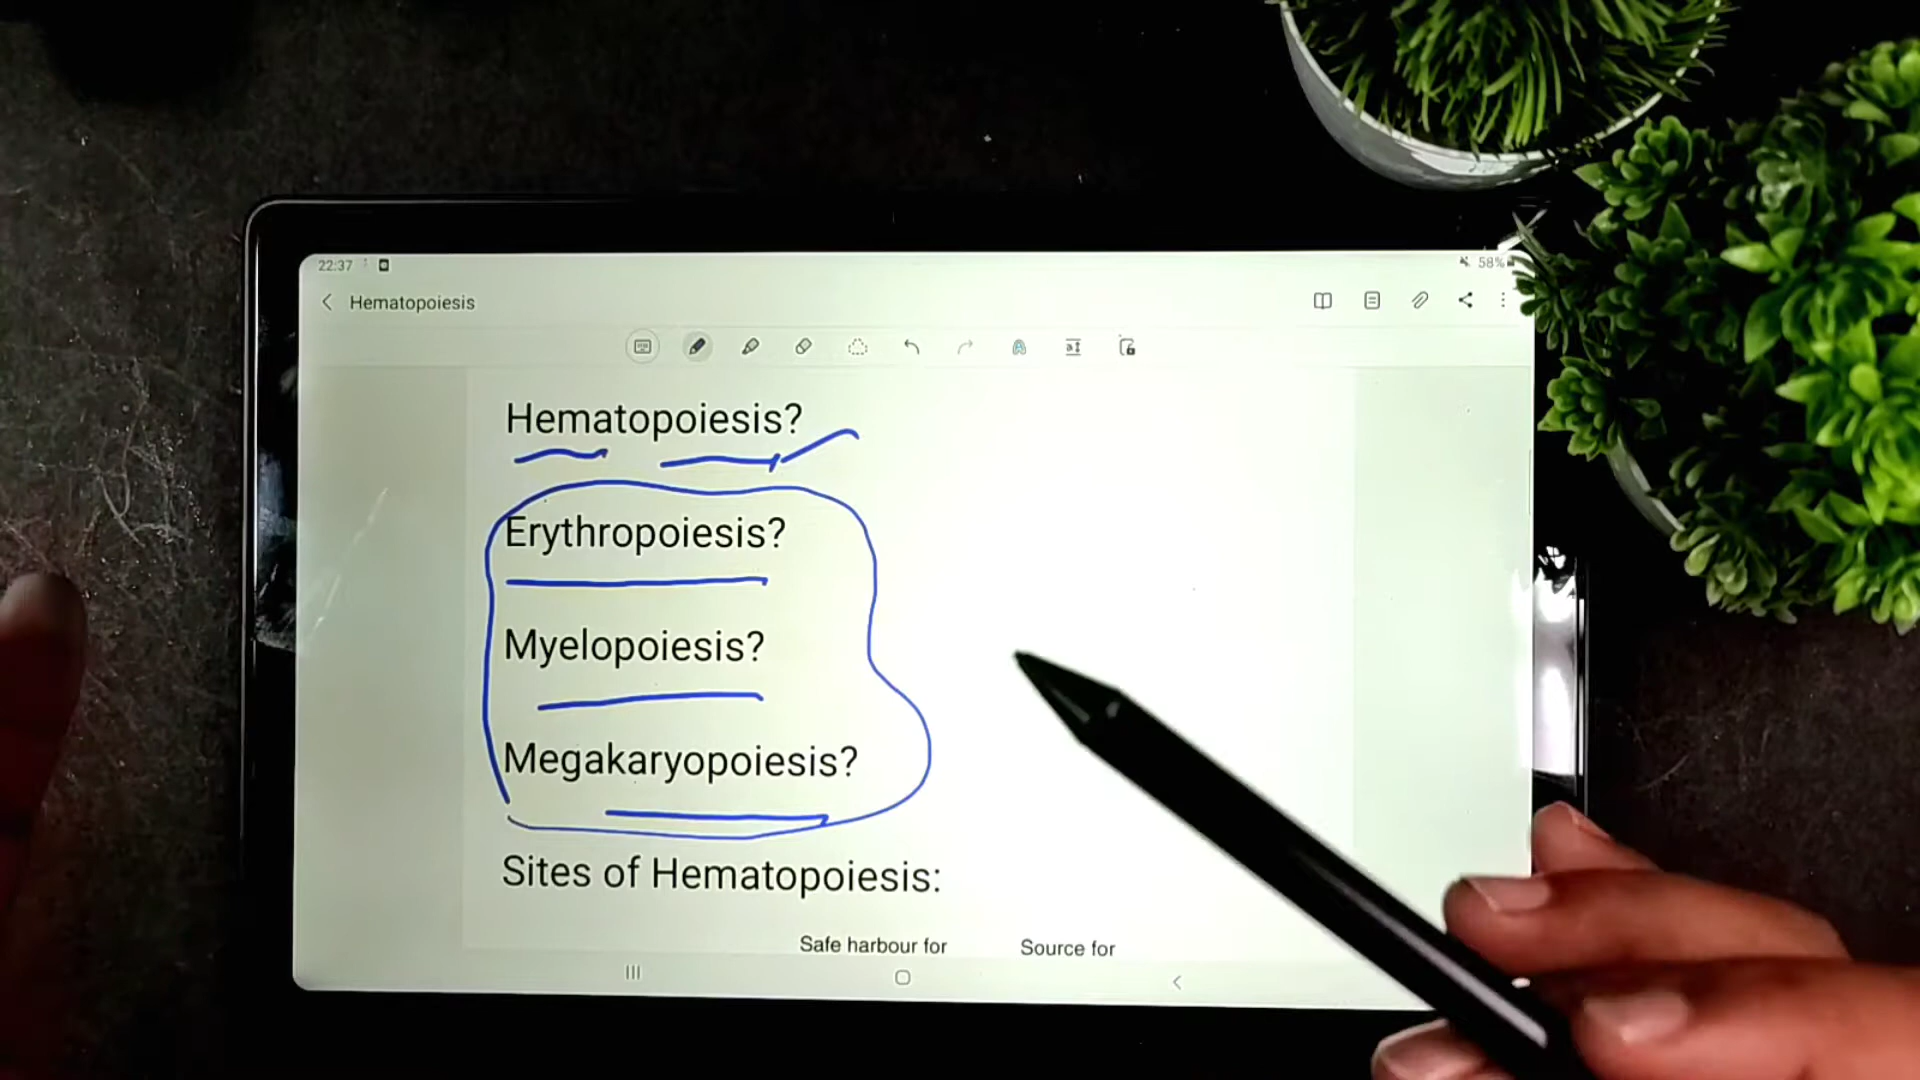 22:37
58%
Hematopoiesis
Hematopoiesis?
Erythropoiesis?
Myelopoiesis?
Megakaryopoiesis?
Sites of Hematopoiesis:
Safe harbour for Source for